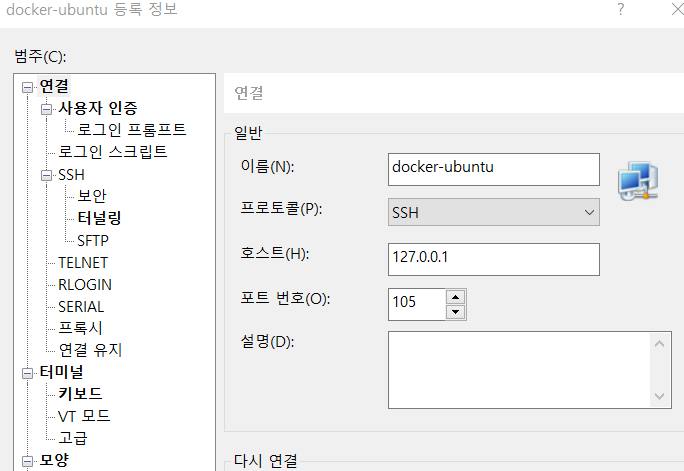 docker-ubuntu 등록 정보
?
범주(C):
연결
사용자 인증
로그인 프롬프트
로그인 스크립트
SSH
보안
터널링
SFTP
TELNET
RLOGIN
SERIAL
프록시
연결 유지
터미널
키보드
VT 모드
고급
모양
연결
일반
이름(N):
docker-ubuntu
프로토콜(P):
SSH
호스트(H):
127.0.0.1
포트 번호(O):
105
설명(D):
다시 연결